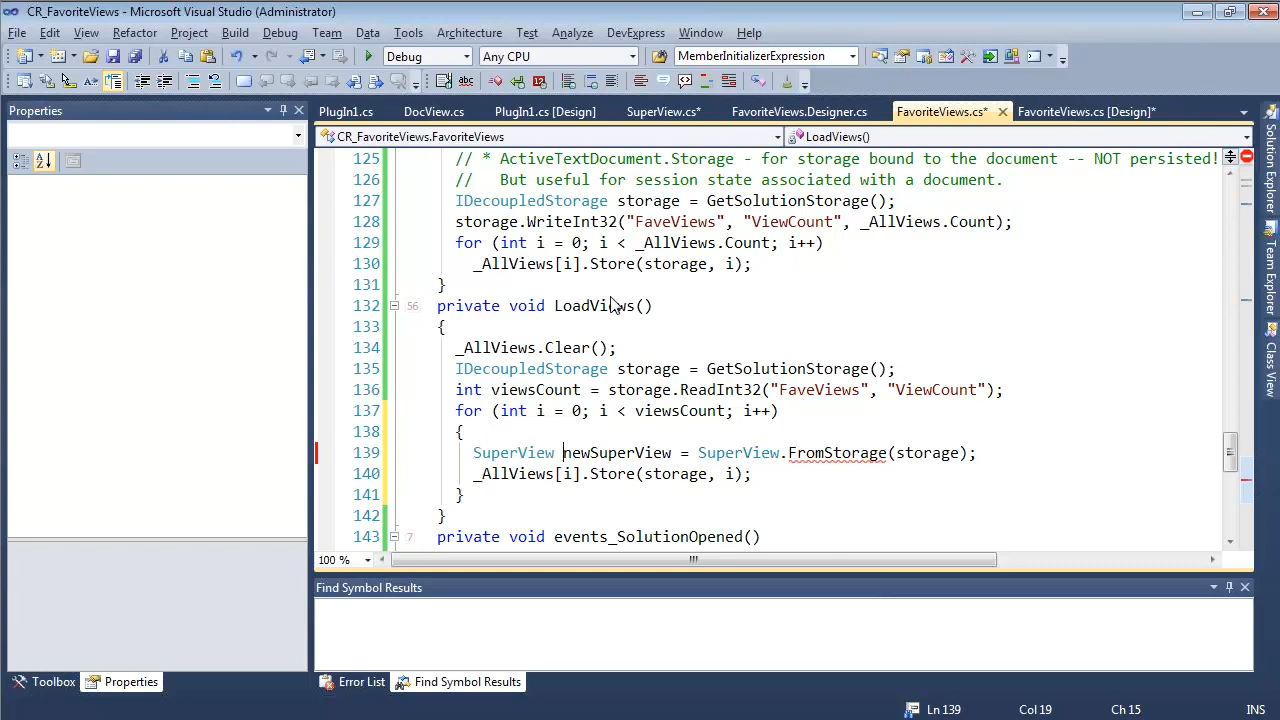 CR_FavoriteViews - Microsoft Visual Studio (Administrator)
File Edit View Refactor Project Build Debug Team Data Tools Architecture Test Analyze DevExpress Window Help
Debug Any CPU MemberInitializerExpression
Properties
PlugIn1.cs DocView.cs PlugIn1.cs [Design] SuperView.cs* FavoriteViews.Designer.cs FavoriteViews.cs* FavoriteViews.cs [Design]*
CR_FavoriteViews.FavoriteViews LoadViews()
125 // * ActiveTextDocument.Storage - for storage bound to the document -- NOT persisted!
126 // But useful for session state associated with a document.
127 IDecoupledStorage storage = GetSolutionStorage();
128 storage.WriteInt32("FaveViews", "ViewCount", _AllViews.Count);
129 for (int i = 0; i < _AllViews.Count; i++)
130 _AllViews[i].Store(storage, i);
131 }
132 56 private void LoadViews()
133 {
134 _AllViews.Clear();
135 IDecoupledStorage storage = GetSolutionStorage();
136 int viewsCount = storage.ReadInt32("FaveViews", "ViewCount");
137 for (int i = 0; i < viewsCount; i++)
138 {
139 SuperView newSuperView = SuperView.FromStorage(storage);
140 _AllViews[i].Store(storage, i);
141 }
142 }
143 7 private void events_SolutionOpened()
100 %
Find Symbol Results
Toolbox Properties Error List Find Symbol Results
Ln 139 Col 19 Ch 15 INS
Solution Explorer
Team Explorer
Class View